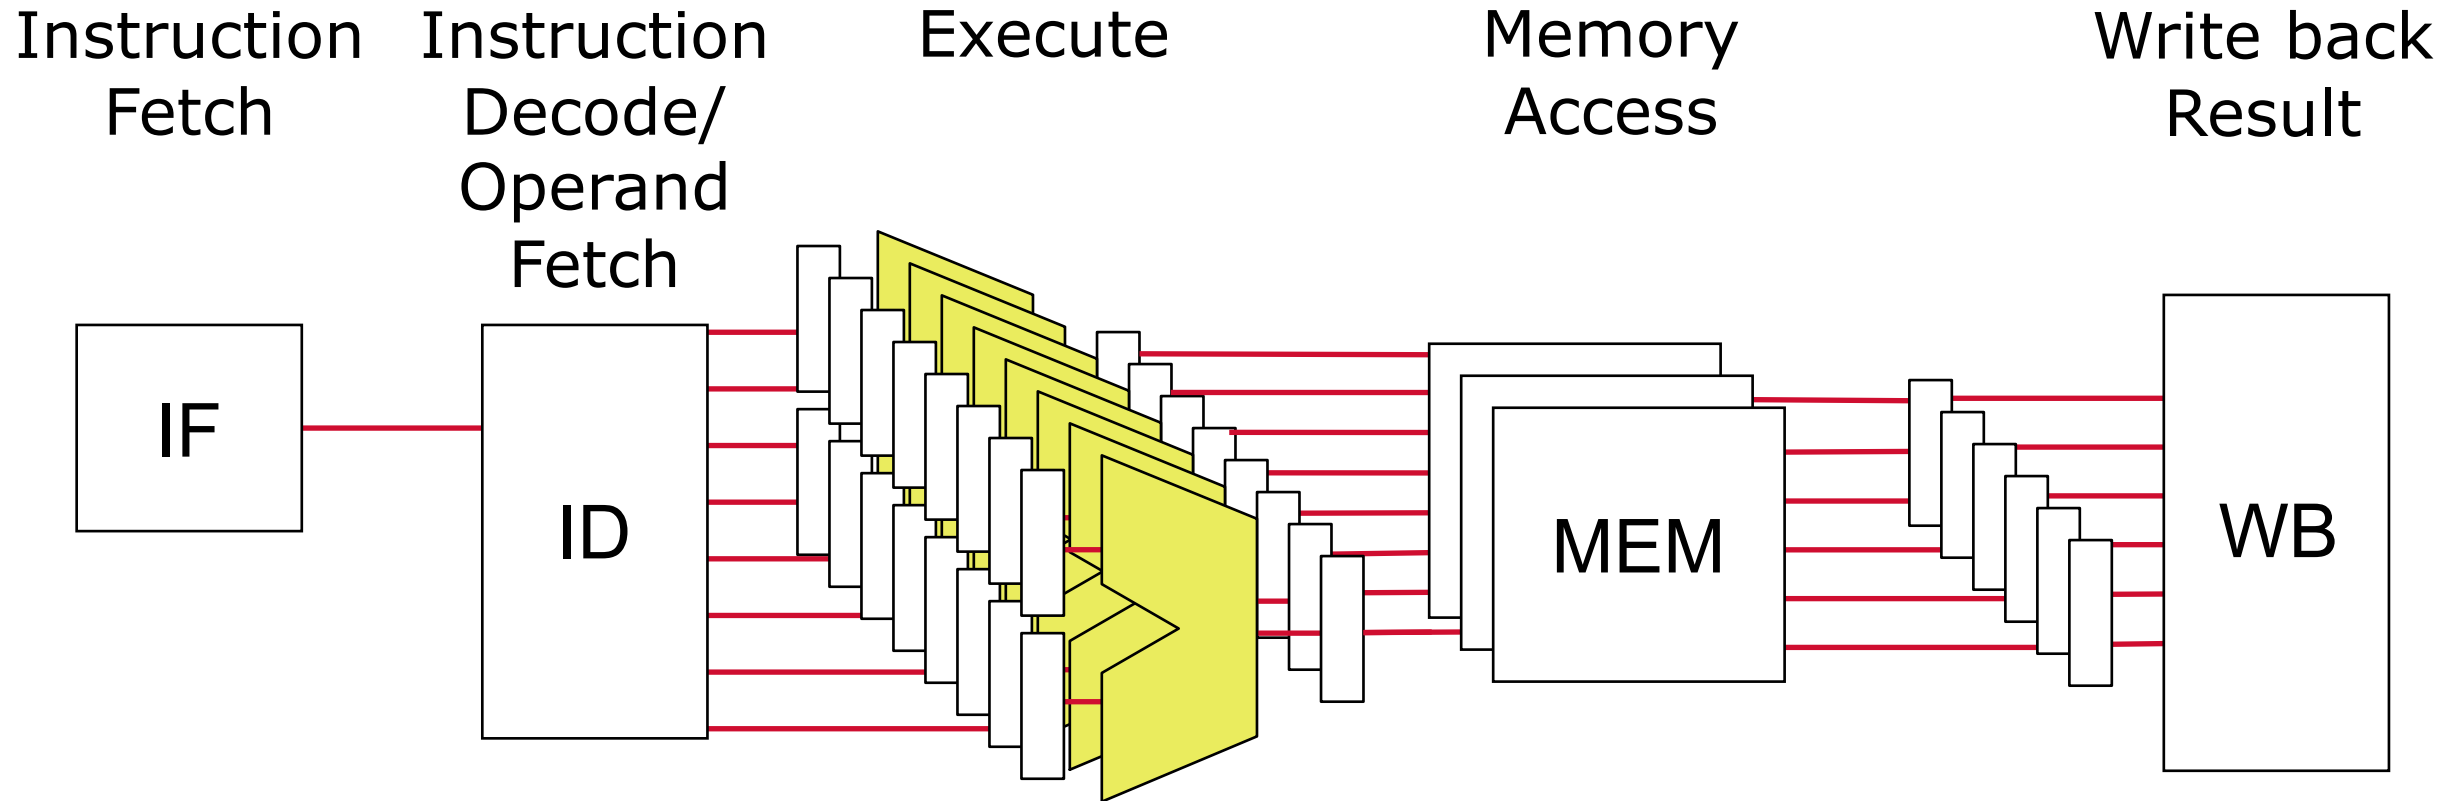 Instruction
Fetch
Instruction
Decode/
Operand
Fetch
Execute
Memory
Access
Write back
Result
IF
ID
MEM
WB